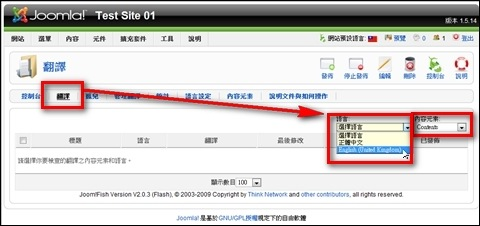 Joomla!® Test Site 01
版本 1.5.14
網站 選單 內容 元件 擴充套件 工具 說明
網站預設語言: 預覽 0 1 登出
翻譯
發佈 停止發佈 編輯 刪除 控制台 說明
控制台 翻譯 語言設定 內容元素 說明文件與如何操作
語言: 內容元素:
選擇語言 Contents
選擇語言
正體中文
English (United Kingdom)
標題 語言 翻譯 最後修改 已發佈
請選擇你要檢視的翻譯之內容元素和語言。
顯示數目 100
Joom!Fish Version V2.0.3 (Flash), © 2003-2009 Copyright by Think Network and other contributors, all rights reserved.
Joomla! 是基於GNU/GPL授權規定下的自由軟體